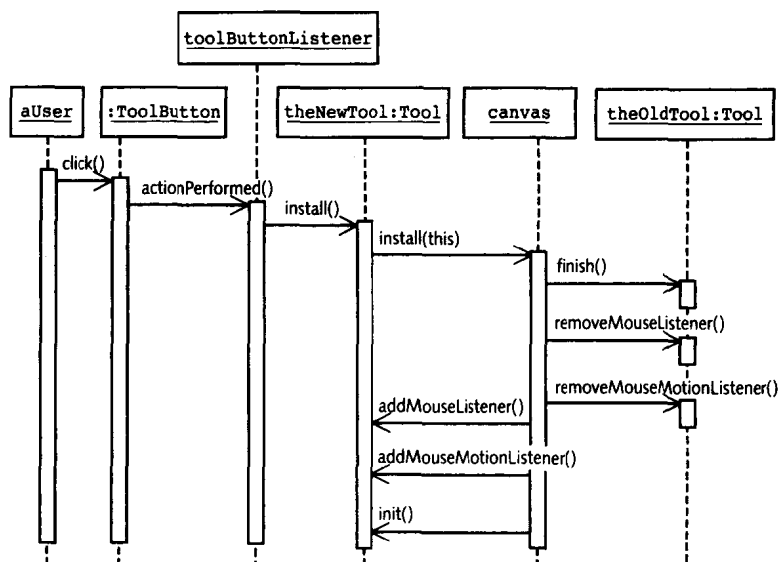 toolButtonListener
aUser
:ToolButton
theNewTool:Tool
canvas
theOldTool:Tool
click()
actionPerformed()
install()
install(this)
finish()
removeMouseListener()
removeMouseMotionListener()
addMouseListener()
addMouseMotionListener()
init()